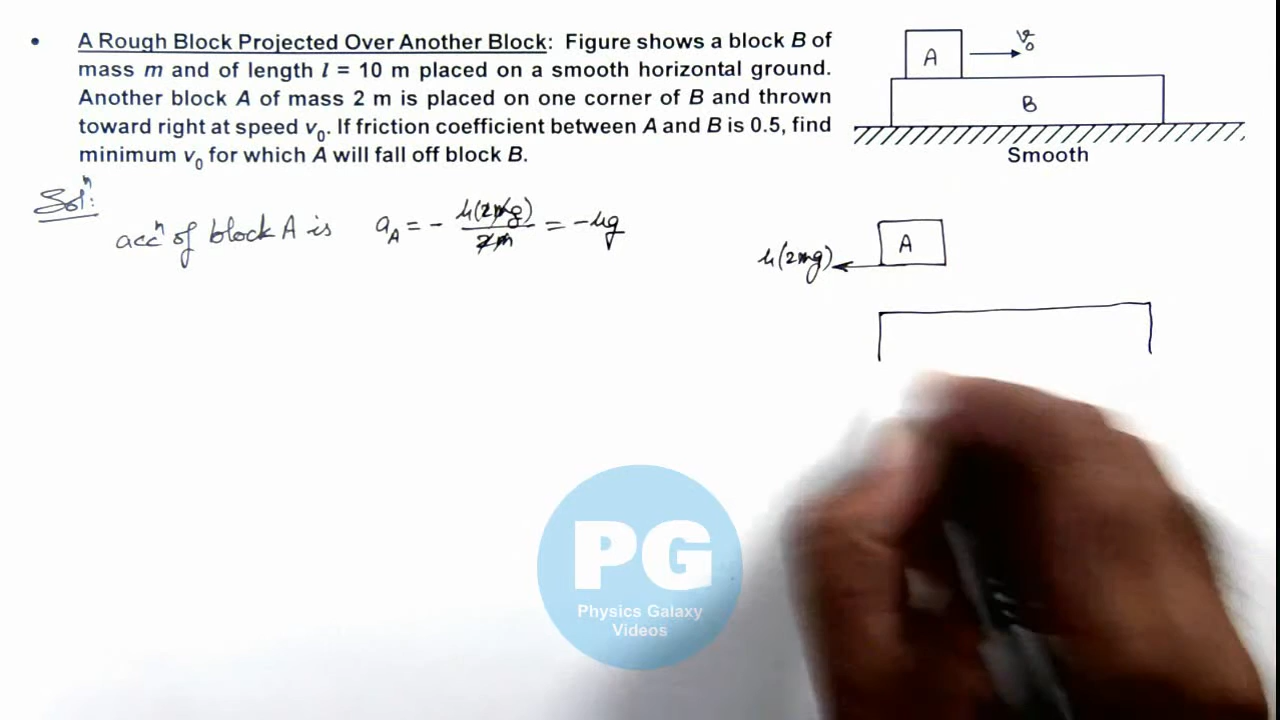 • A Rough Block Projected Over Another Block: Figure shows a block B of
mass m and of length l = 10 m placed on a smooth horizontal ground.
Another block A of mass 2 m is placed on one corner of B and thrown
toward right at speed v₀. If friction coefficient between A and B is 0.5, find
minimum v₀ for which A will fall off block B.
A
v₀
B
Smooth
Solⁿ:
accⁿ of block A is a_A = - μ(2mg)/2m = -μg
μ(2mg)
A
PG
Physics Galaxy
Videos